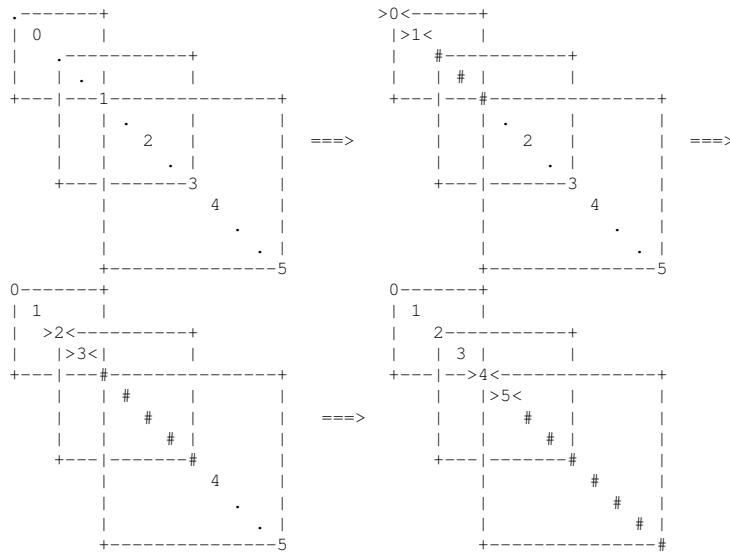 .-------+                        >0<------+
| 0     |                         |>1<    |
|   .-----------+                 |   #-----------+
|   | . |       |                 |   | # |       |
+---|---1---------------+         +---|---#---------------+
    |   | .     |       |             |   | .     |       |
    |   |   2   |       |  ===>       |   |   2   |       |  ===>
    |   |     . |       |             |   |     . |       |
    +---|-------3       |             +---|-------3       |
        |         4     |                 |         4     |
        |           .   |                 |           .   |
        |             . |                 |             . |
        +---------------5                 +---------------5
0-------+                         0-------+
| 1     |                         | 1     |
|  >2<----------+                 |   2-----------+
|   |>3<|       |                 |   | 3 |       |
+---|---#---------------+         +---|-->4<--------------+
    |   | #     |       |             |   |>5<    |       |
    |   |   #   |       |   ===>      |   |   #   |       |
    |   |     # |       |             |   |     # |       |
    +---|-------#       |             +---|-------#       |
        |         4     |                 |         #     |
        |           .   |                 |           #   |
        |             . |                 |             # |
        +---------------5                 +---------------#